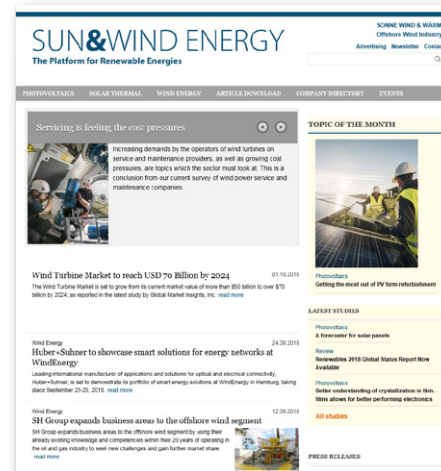 SUN&WIND ENERGY
The Platform for Renewable Energies
SONNE WIND & WÄRM
Offshore Wind Industry
Advertising Newsletter Contac
PHOTOVOLTAICS SOLAR THERMAL WIND ENERGY ARTICLE DOWNLOAD COMPANY DIRECTORY EVENTS
Servicing is feeling the cost pressures
Increasing demands by the operators of wind turbines on
service and maintenance providers, as well as growing cost
pressures, are topics which the sector must look at. This is a
conclusion from our current survey of wind power service and
maintenance companies.
Wind Turbine Market to reach USD 70 Billion by 2024
01.10.2018
The Wind Turbine Market is set to grow from its current market value of more than $50 billion to over $70
billion by 2024, as reported in the latest study by Global Market Insights, Inc. read more
Wind Energy
24.09.2018
Huber+Suhner to showcase smart solutions for energy networks at
WindEnergy
Leading international manufacturer of applications and solutions for optical and electrical connectivity,
Huber+Suhner, is set to demonstrate its portfolio of smart energy solutions at WindEnergy in Hamburg, taking
place September 25-28, 2018. read more
Wind Energy
12.09.2018
SH Group expands business areas to the offshore wind segment
SH Group expands business areas to the offshore wind segment by using their
already existing knowledge and competences within their 20 years of operating in
the oil and gas industry to seek new challenges and gain further market share.
read more
TOPIC OF THE MONTH
Photovoltaics
Getting the most out of PV farm refurbishment
LATEST STUDIES
Photovoltaics
A forecaster for solar panels
Review
Renewables 2018 Global Status Report Now
Available
Photovoltaics
Better understanding of crystallization in thin-
films allows for better performing electronics
All studies
PRESS RELEASES